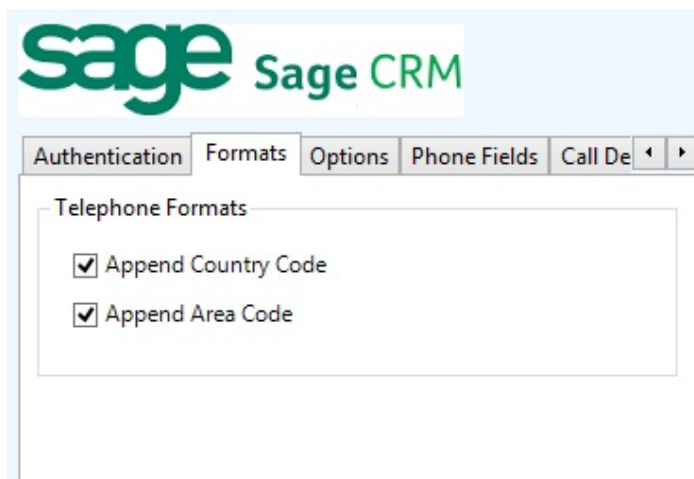 sage Sage CRM
Authentication Formats Options Phone Fields Call De
Telephone Formats
Append Country Code
Append Area Code